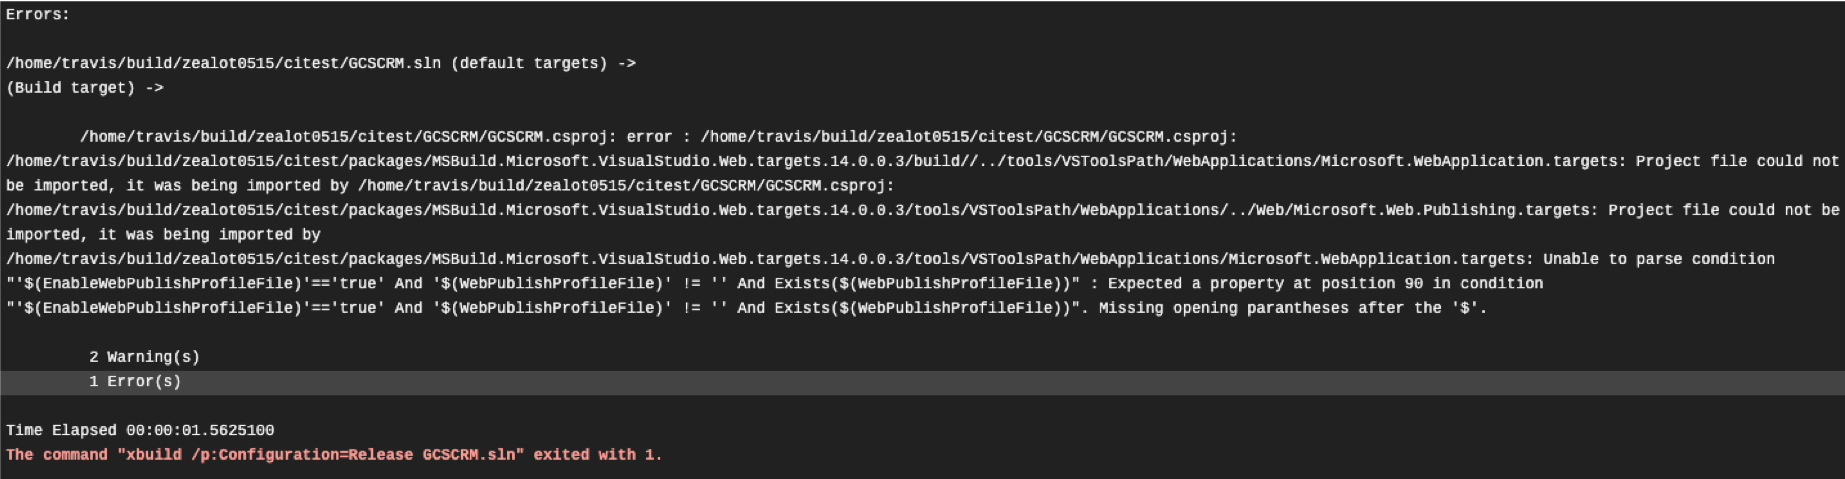 Errors:
/home/travis/build/zealot0515/citest/GCSCRM.sln (default targets) ->
(Build target) ->
/home/travis/build/zealot0515/citest/GCSCRM/GCSCRM.csproj: error : /home/travis/build/zealot0515/citest/GCSCRM/GCSCRM.csproj:
/home/travis/build/zealot0515/citest/packages/MSBuild.Microsoft.VisualStudio.Web.targets.14.0.0.3/build//../tools/VSToolsPath/WebApplications/Microsoft.WebApplication.targets: Project file could not
be imported, it was being imported by /home/travis/build/zealot0515/citest/GCSCRM/GCSCRM.csproj:
/home/travis/build/zealot0515/citest/packages/MSBuild.Microsoft.VisualStudio.Web.targets.14.0.0.3/tools/VSToolsPath/WebApplications/../Web/Microsoft.Web.Publishing.targets: Project file could not be
imported, it was being imported by
/home/travis/build/zealot0515/citest/packages/MSBuild.Microsoft.VisualStudio.Web.targets.14.0.0.3/tools/VSToolsPath/WebApplications/Microsoft.WebApplication.targets: Unable to parse condition
"'$(EnableWebPublishProfileFile)'=='true' And '$(WebPublishProfileFile)' != '' And Exists($(WebPublishProfileFile))" : Expected a property at position 90 in condition
"'$(EnableWebPublishProfileFile)'=='true' And '$(WebPublishProfileFile)' != '' And Exists($(WebPublishProfileFile))". Missing opening parantheses after the '$'.
2 Warning(s)
1 Error(s)
Time Elapsed 00:00:01.5625100
The command "xbuild /p:Configuration=Release GCSCRM.sln" exited with 1.